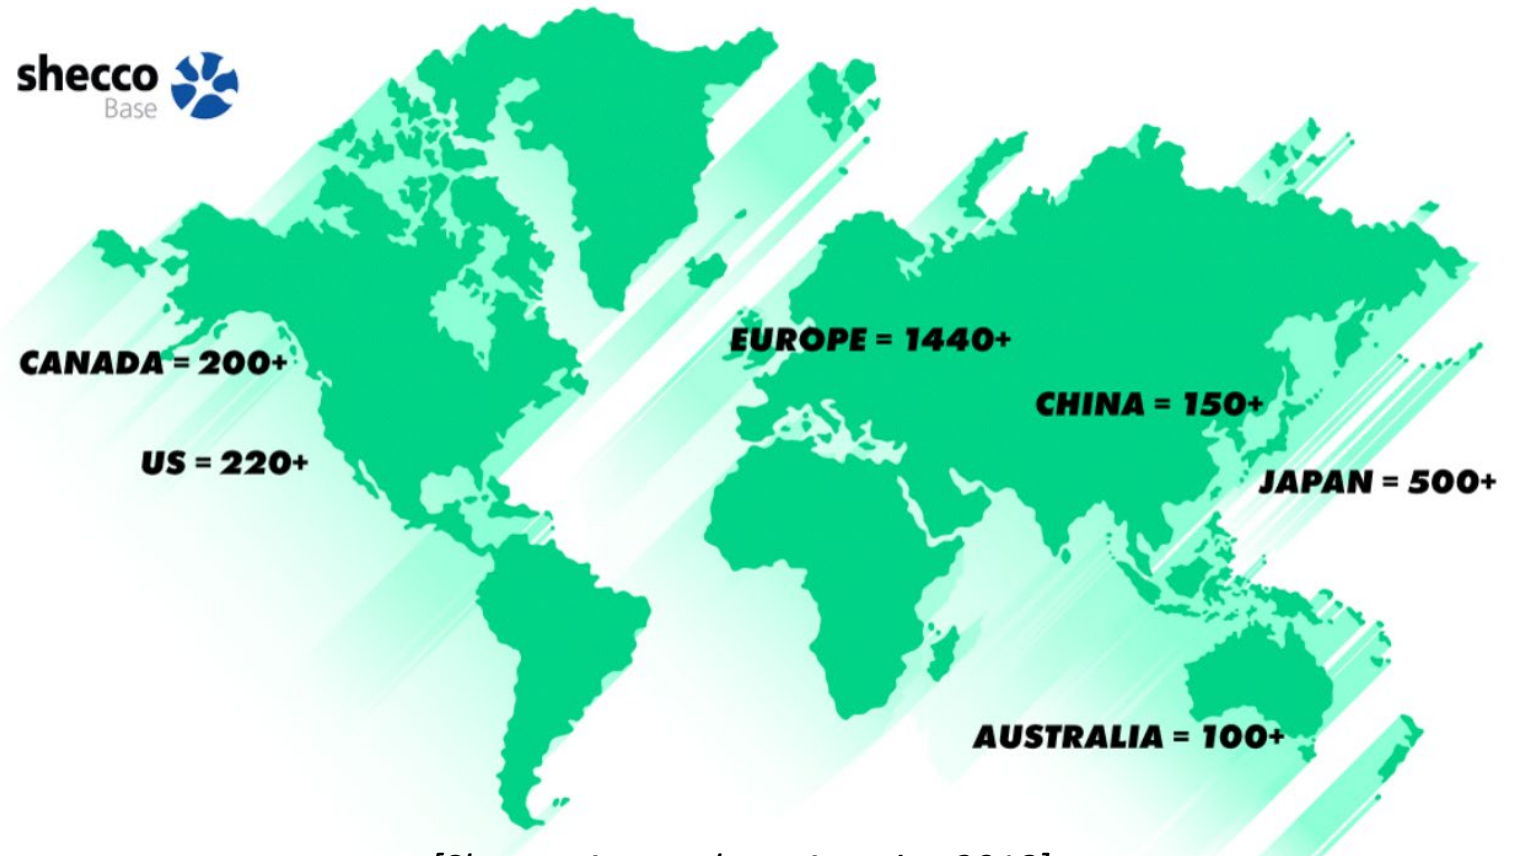 shecco
Base
EUROPE = 1440+
CANADA = 200+
CHINA = 150+
US = 220+
JAPAN = 500+
AUSTRALIA = 100+